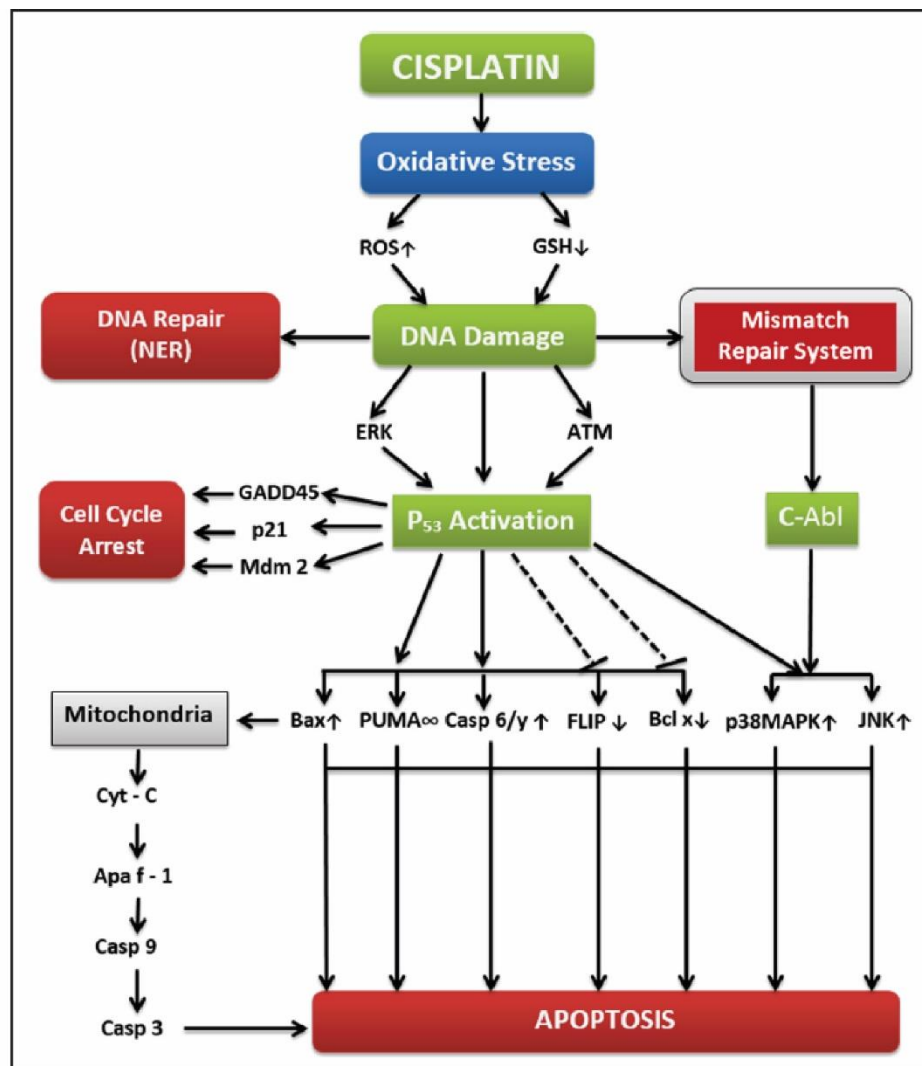 CISPLATIN
Oxidative Stress
ROS↑
GSH↓
DNA Repair
(NER)
DNA Damage
Mismatch
Repair System
ERK
ATM
Cell Cycle
Arrest
GADD45
p21
Mdm 2
P₅₃ Activation
C-Abl
Mitochondria
Bax↑
PUMA∞
Casp 6/y ↑
FLIP ↓
Bcl x↓
p38MAPK↑
JNK↑
Cyt - C
Apa f - 1
Casp 9
Casp 3
APOPTOSIS